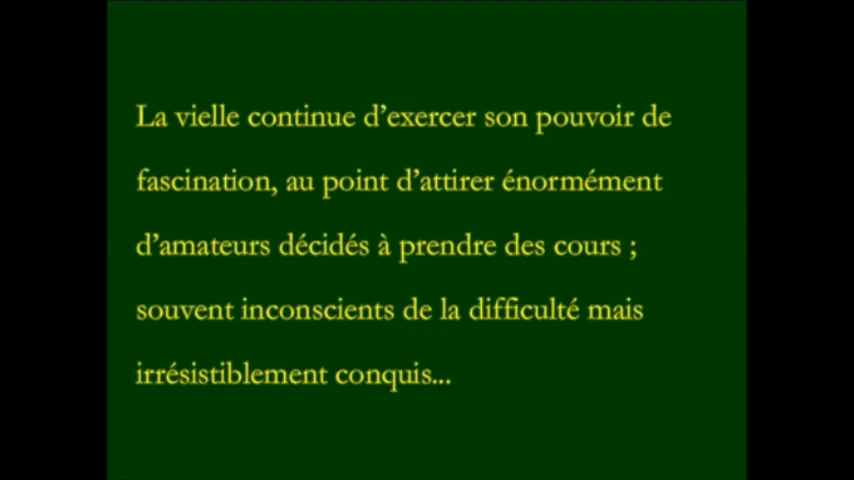 La vielle continue d’exercer son pouvoir de
fascination, au point d’attirer énormément
d’amateurs décidés à prendre des cours ;
souvent inconscients de la difficulté mais
irrésistiblement conquis...